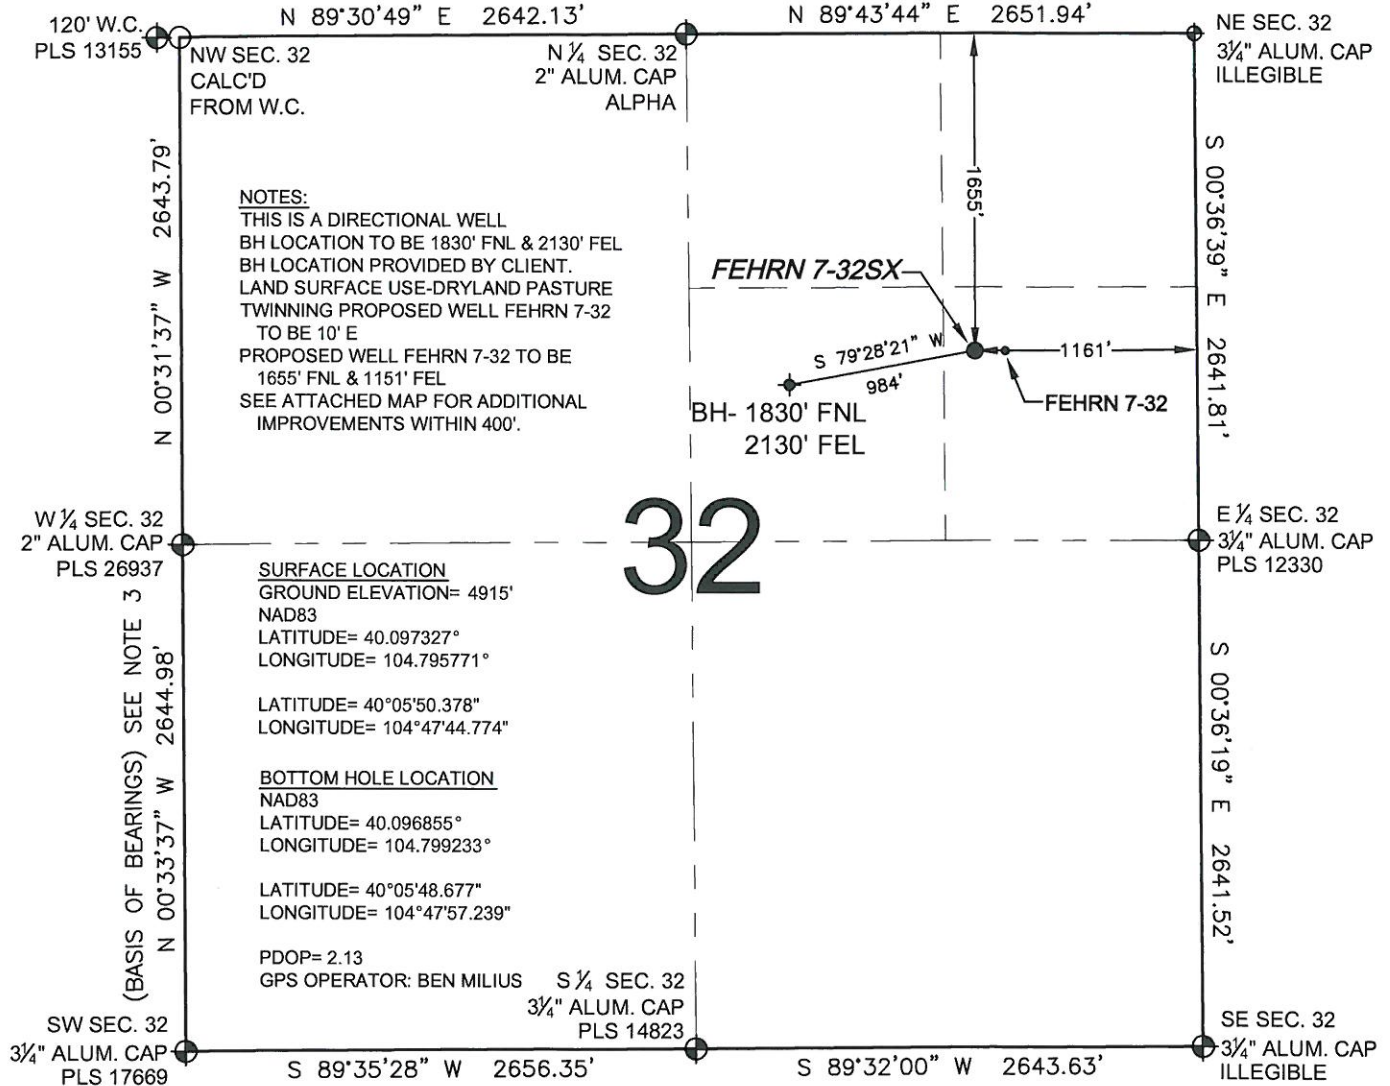 N 89°30'49" E 2642.13'
N 89°43'44" E 2651.94'
120' W.C.
PLS 13155
NW SEC. 32
CALC'D
FROM W.C.
N 1/4 SEC. 32
2" ALUM. CAP
ALPHA
NE SEC. 32
3 1/4" ALUM. CAP
ILLEGIBLE
N 00°31'37" W 2643.79'
S 00°36'39" E 2641.81'
NOTES:
THIS IS A DIRECTIONAL WELL
BH LOCATION TO BE 1830' FNL & 2130' FEL
BH LOCATION PROVIDED BY CLIENT.
LAND SURFACE USE-DRYLAND PASTURE
TWINNING PROPOSED WELL FEHRN 7-32
TO BE 10' E
PROPOSED WELL FEHRN 7-32 TO BE
1655' FNL & 1151' FEL
SEE ATTACHED MAP FOR ADDITIONAL
IMPROVEMENTS WITHIN 400'.
1655'
FEHRN 7-32SX
S 79°28'21" W
984'
1161'
FEHRN 7-32
BH- 1830' FNL
2130' FEL
32
W 1/4 SEC. 32
2" ALUM. CAP
PLS 26937
E 1/4 SEC. 32
3 1/4" ALUM. CAP
PLS 12330
(BASIS OF BEARINGS) SEE NOTE 3
N 00°33'37" W 2644.98'
S 00°36'19" E 2641.52'
SURFACE LOCATION
GROUND ELEVATION= 4915'
NAD83
LATITUDE= 40.097327°
LONGITUDE= 104.795771°
LATITUDE= 40°05'50.378"
LONGITUDE= 104°47'44.774"
BOTTOM HOLE LOCATION
NAD83
LATITUDE= 40.096855°
LONGITUDE= 104.799233°
LATITUDE= 40°05'48.677"
LONGITUDE= 104°47'57.239"
PDOP= 2.13
GPS OPERATOR: BEN MILIUS
S 1/4 SEC. 32
3 1/4" ALUM. CAP
PLS 14823
SW SEC. 32
3 1/4" ALUM. CAP
PLS 17669
SE SEC. 32
3 1/4" ALUM. CAP
ILLEGIBLE
S 89°35'28" W 2656.35'
S 89°32'00" W 2643.63'